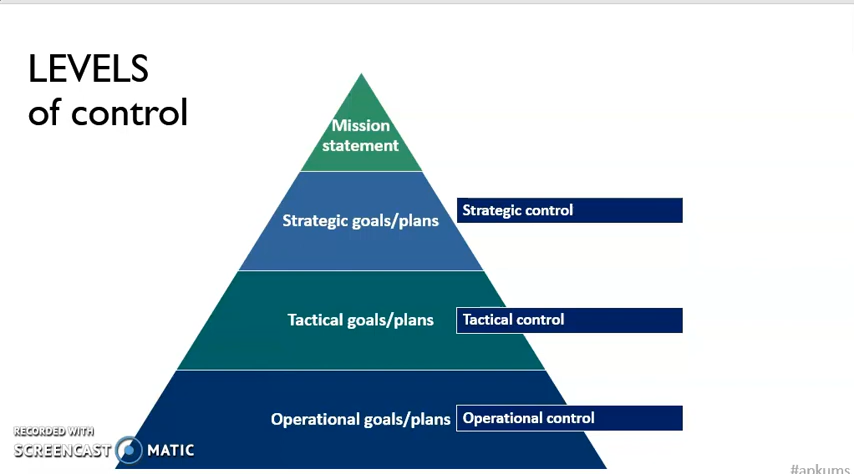 LEVELS
of control
Mission
statement
Strategic goals/plans
Strategic control
Tactical goals/plans
Tactical control
Operational goals/plans
Operational control
RECORDED WITH
SCREENCAST MATIC
#apkums